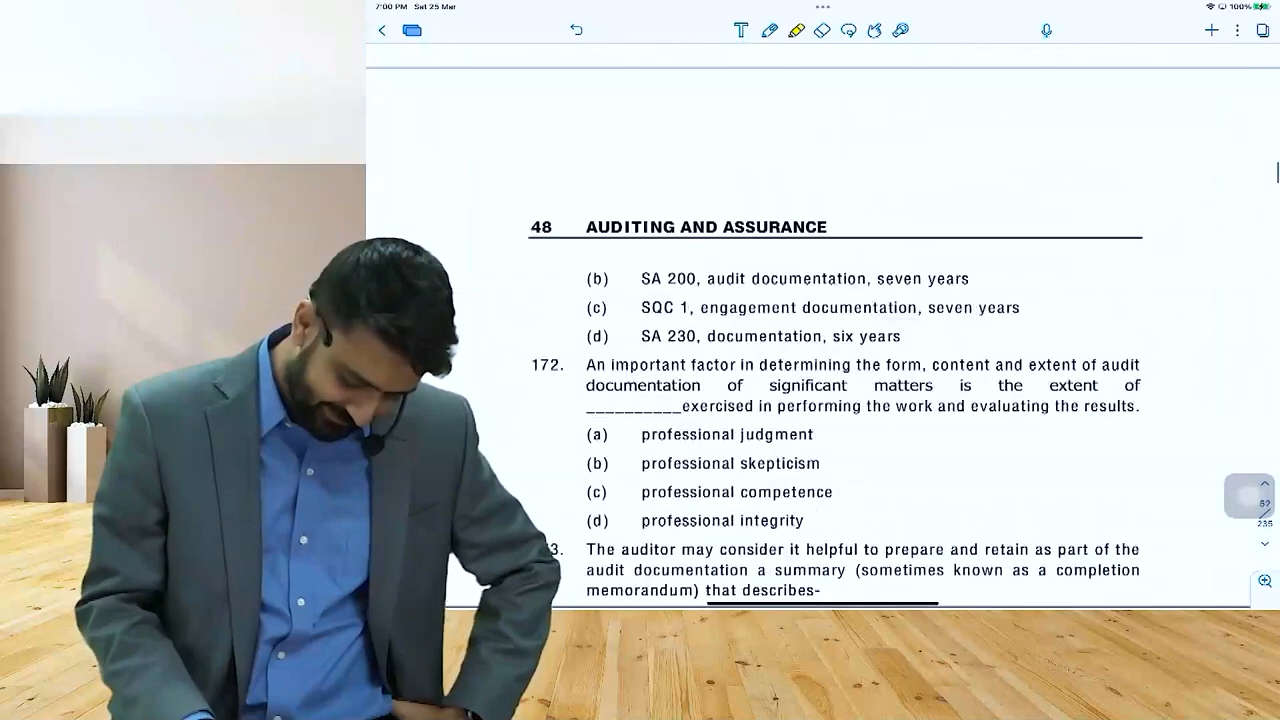 7:00 PM Sat 25 Mar
100%
48 AUDITING AND ASSURANCE
(b) SA 200, audit documentation, seven years
(c) SQC 1, engagement documentation, seven years
(d) SA 230, documentation, six years
172. An important factor in determining the form, content and extent of audit
documentation of significant matters is the extent of
__________exercised in performing the work and evaluating the results.
(a) professional judgment
(b) professional skepticism
(c) professional competence
(d) professional integrity
3. The auditor may consider it helpful to prepare and retain as part of the
audit documentation a summary (sometimes known as a completion
memorandum) that describes-
52
235